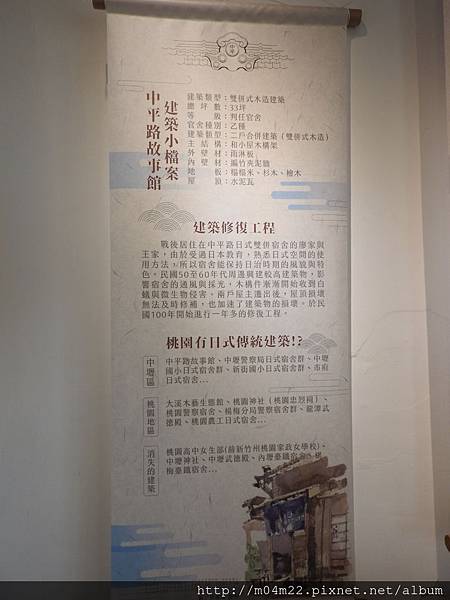 中平
中平路故事館
建築小檔案
建築類型：雙併式木造建築
總坪數：33坪
等級：判任官舍
官舍種別：乙種
建築類型：二戶合併建築（雙併式木造）
主結構：和小屋木構架
外壁材：雨淋板
內壁材：編竹夾泥牆
地板：榻榻米、杉木、檜木
屋頂：水泥瓦
建築修復工程
戰後居住在中平路日式雙併宿舍的廖家與
王家，由於受過日本教育，熟悉日式空間的使
用方法，所以宿舍能保持日治時期的風貌與特
色。民國50至60年代周邊興建較高建築物，影
響宿舍的通風與採光，木構件漸漸開始收到白
蟻與微生物侵害。兩戶屋主遷出後，屋頂損壞
無法及時修補，也加速了建築物的損壞。於民
國100年開始進行一年多的修復工程。
桃園有日式傳統建築!?
中壢區
中平路故事館、中壢警察局日式宿舍群、中壢
國小日式宿舍群、新街國小日式宿舍群、市府
日式宿舍...
桃園地區
大溪木藝生態館、桃園神社（桃園忠烈祠）、
桃園警察宿舍、楊梅分局警察宿舍群、龍潭武
德殿、桃園農工日式宿舍...
消失的建築
桃園高中女生部(前新竹州桃園家政女學校)、
中壢神社、中壢武德殿、內壢臺鐵宿舍、楊
梅臺鐵宿舍...
http://m04m22.pixnet.net/album